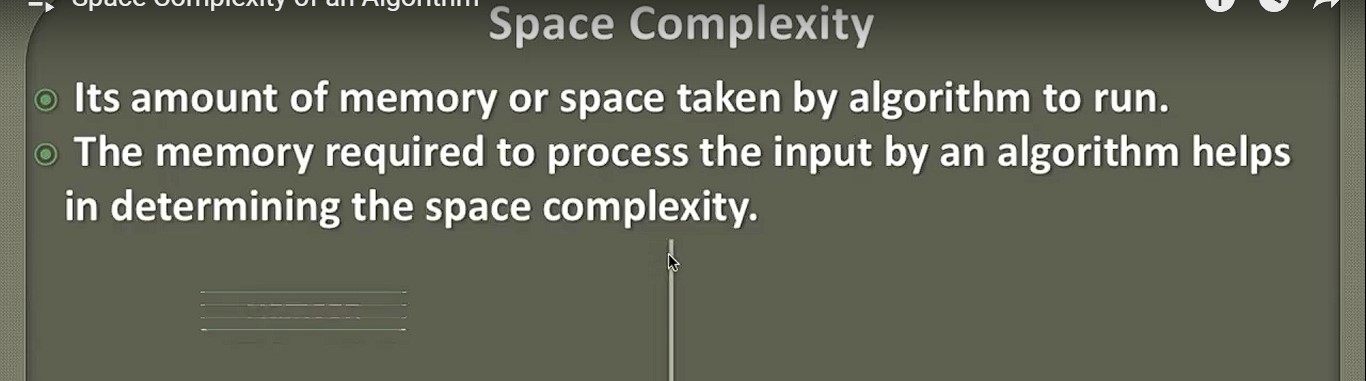 Space Complexity of an Algorithm
Space Complexity
Its amount of memory or space taken by algorithm to run.
The memory required to process the input by an algorithm helps
in determining the space complexity.